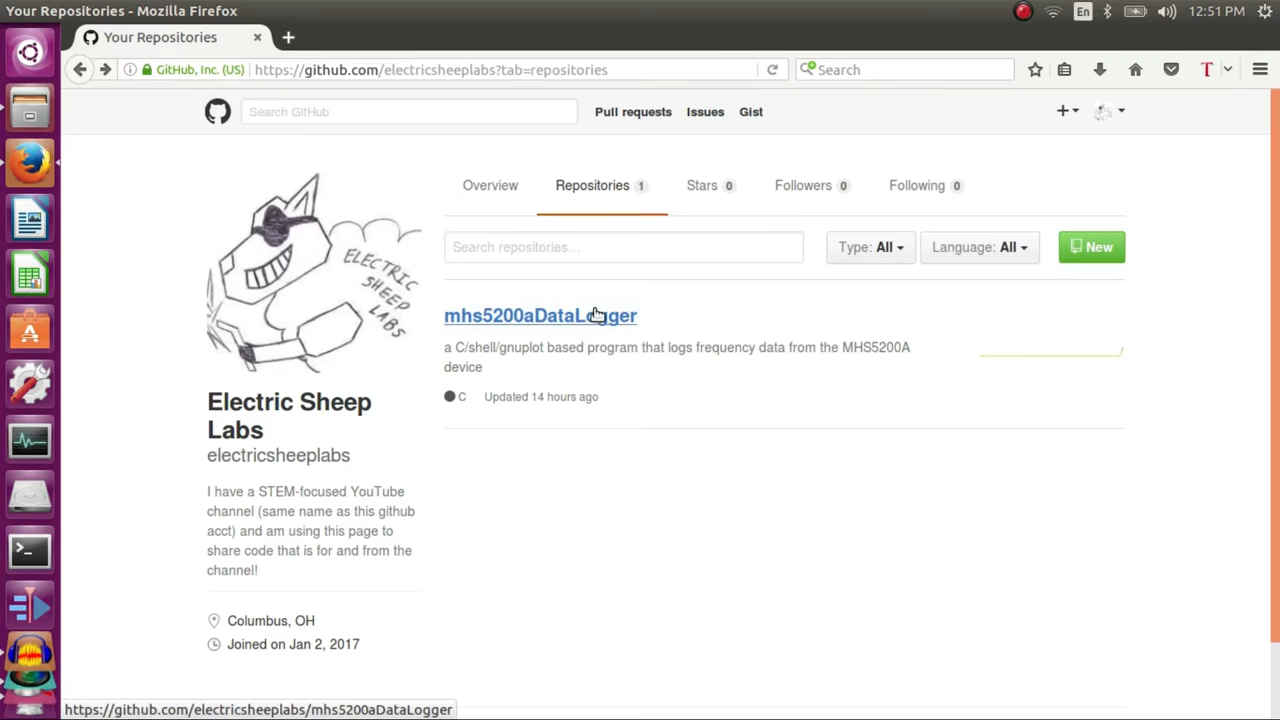 Your Repositories - Mozilla Firefox
En
12:51 PM
Your Repositories
GitHub, Inc. (US)
https://github.com/electricsheeplabs?tab=repositories
Search
Search GitHub
Pull requests
Issues
Gist
Overview
Repositories 1
Stars 0
Followers 0
Following 0
Search repositories...
Type: All
Language: All
New
ELECTRIC
SHEEP
LABS
mhs5200aDataLogger
a C/shell/gnuplot based program that logs frequency data from the MHS5200A
device
C
Updated 14 hours ago
Electric Sheep
Labs
electricsheeplabs
I have a STEM-focused YouTube
channel (same name as this github
acct) and am using this page to
share code that is for and from the
channel!
Columbus, OH
Joined on Jan 2, 2017
https://github.com/electricsheeplabs/mhs5200aDataLogger